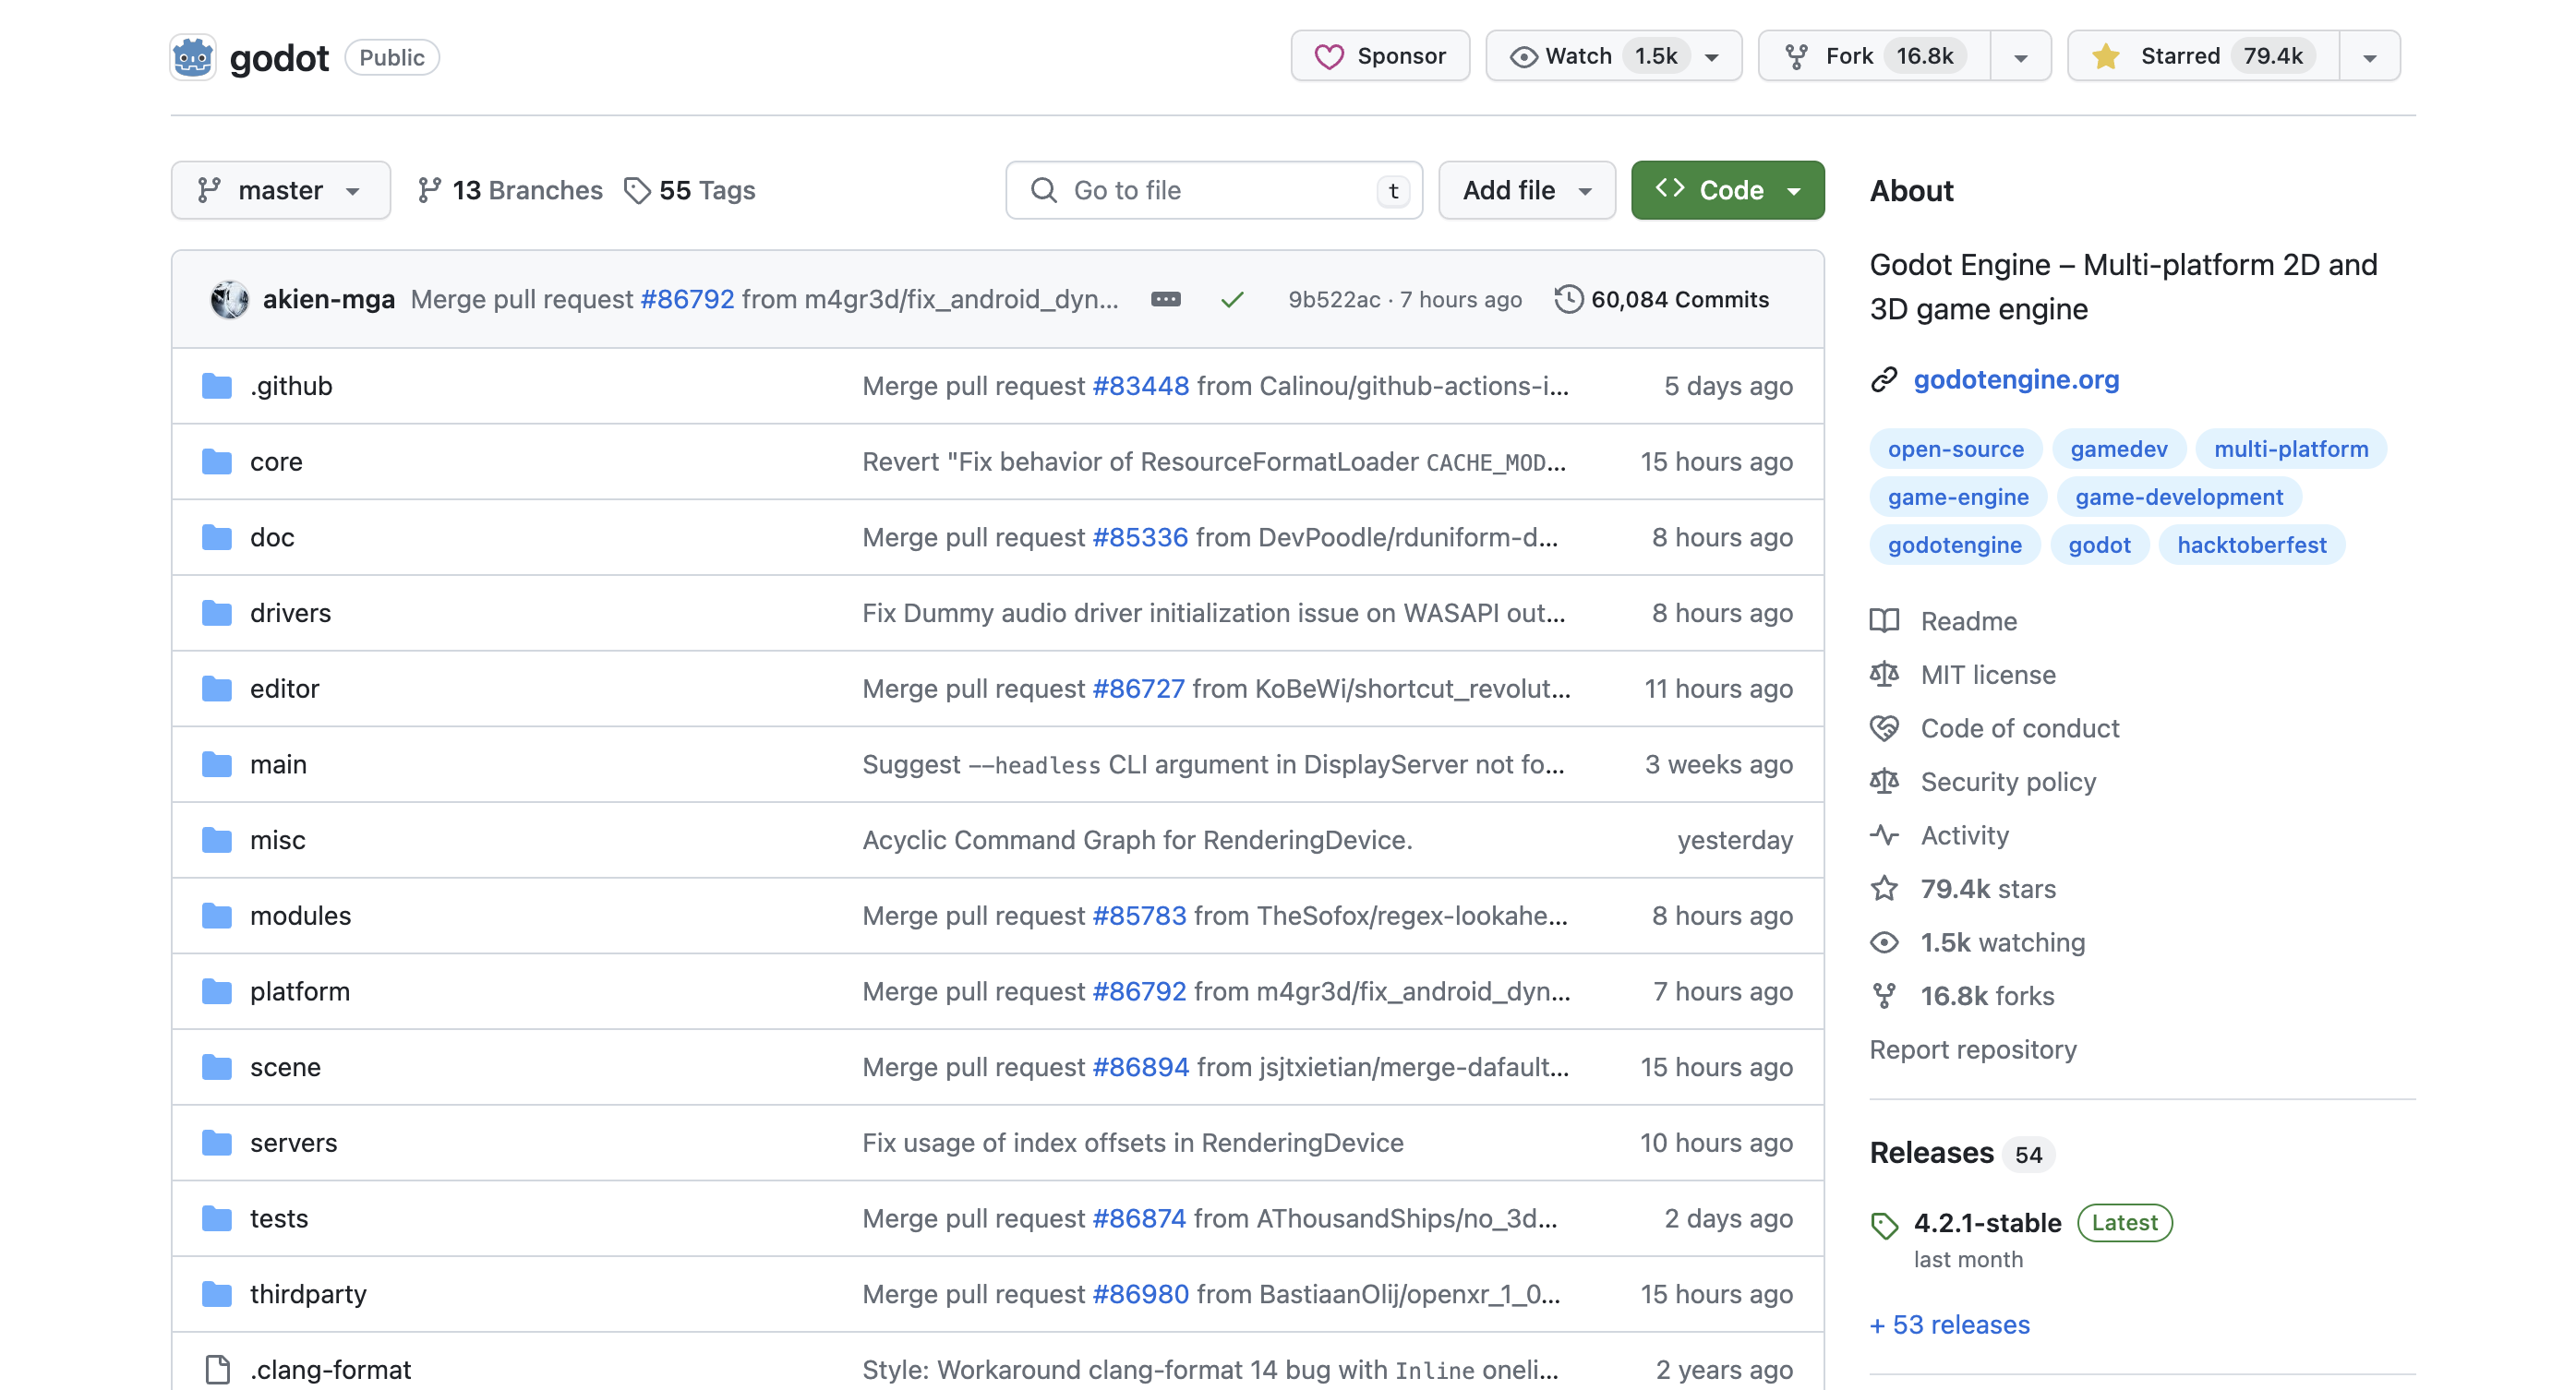 godot Public Sponsor Watch 1.5k Fork 16.8k Starred 79.4k
master 13 Branches 55 Tags Go to file t Add file Code
akien-mga Merge pull request #86792 from m4gr3d/fix_android_dyn... 9b522ac · 7 hours ago 60,084 Commits
.github Merge pull request #83448 from Calinou/github-actions-i... 5 days ago
core Revert "Fix behavior of ResourceFormatLoader CACHE_MOD... 15 hours ago
doc Merge pull request #85336 from DevPoodle/rduniform-d... 8 hours ago
drivers Fix Dummy audio driver initialization issue on WASAPI out... 8 hours ago
editor Merge pull request #86727 from KoBeWi/shortcut_revolut... 11 hours ago
main Suggest --headless CLI argument in DisplayServer not fo... 3 weeks ago
misc Acyclic Command Graph for RenderingDevice. yesterday
modules Merge pull request #85783 from TheSofox/regex-lookahe... 8 hours ago
platform Merge pull request #86792 from m4gr3d/fix_android_dyn... 7 hours ago
scene Merge pull request #86894 from jsjtxietian/merge-dafault... 15 hours ago
servers Fix usage of index offsets in RenderingDevice 10 hours ago
tests Merge pull request #86874 from AThousandShips/no_3d... 2 days ago
thirdparty Merge pull request #86980 from BastiaanOlij/openxr_1_0... 15 hours ago
.clang-format Style: Workaround clang-format 14 bug with Inline oneli... 2 years ago
About
Godot Engine – Multi-platform 2D and
3D game engine
godotengine.org
open-source gamedev multi-platform
game-engine game-development
godotengine godot hacktoberfest
Readme
MIT license
Code of conduct
Security policy
Activity
79.4k stars
1.5k watching
16.8k forks
Report repository
Releases 54
4.2.1-stable Latest
last month
+ 53 releases